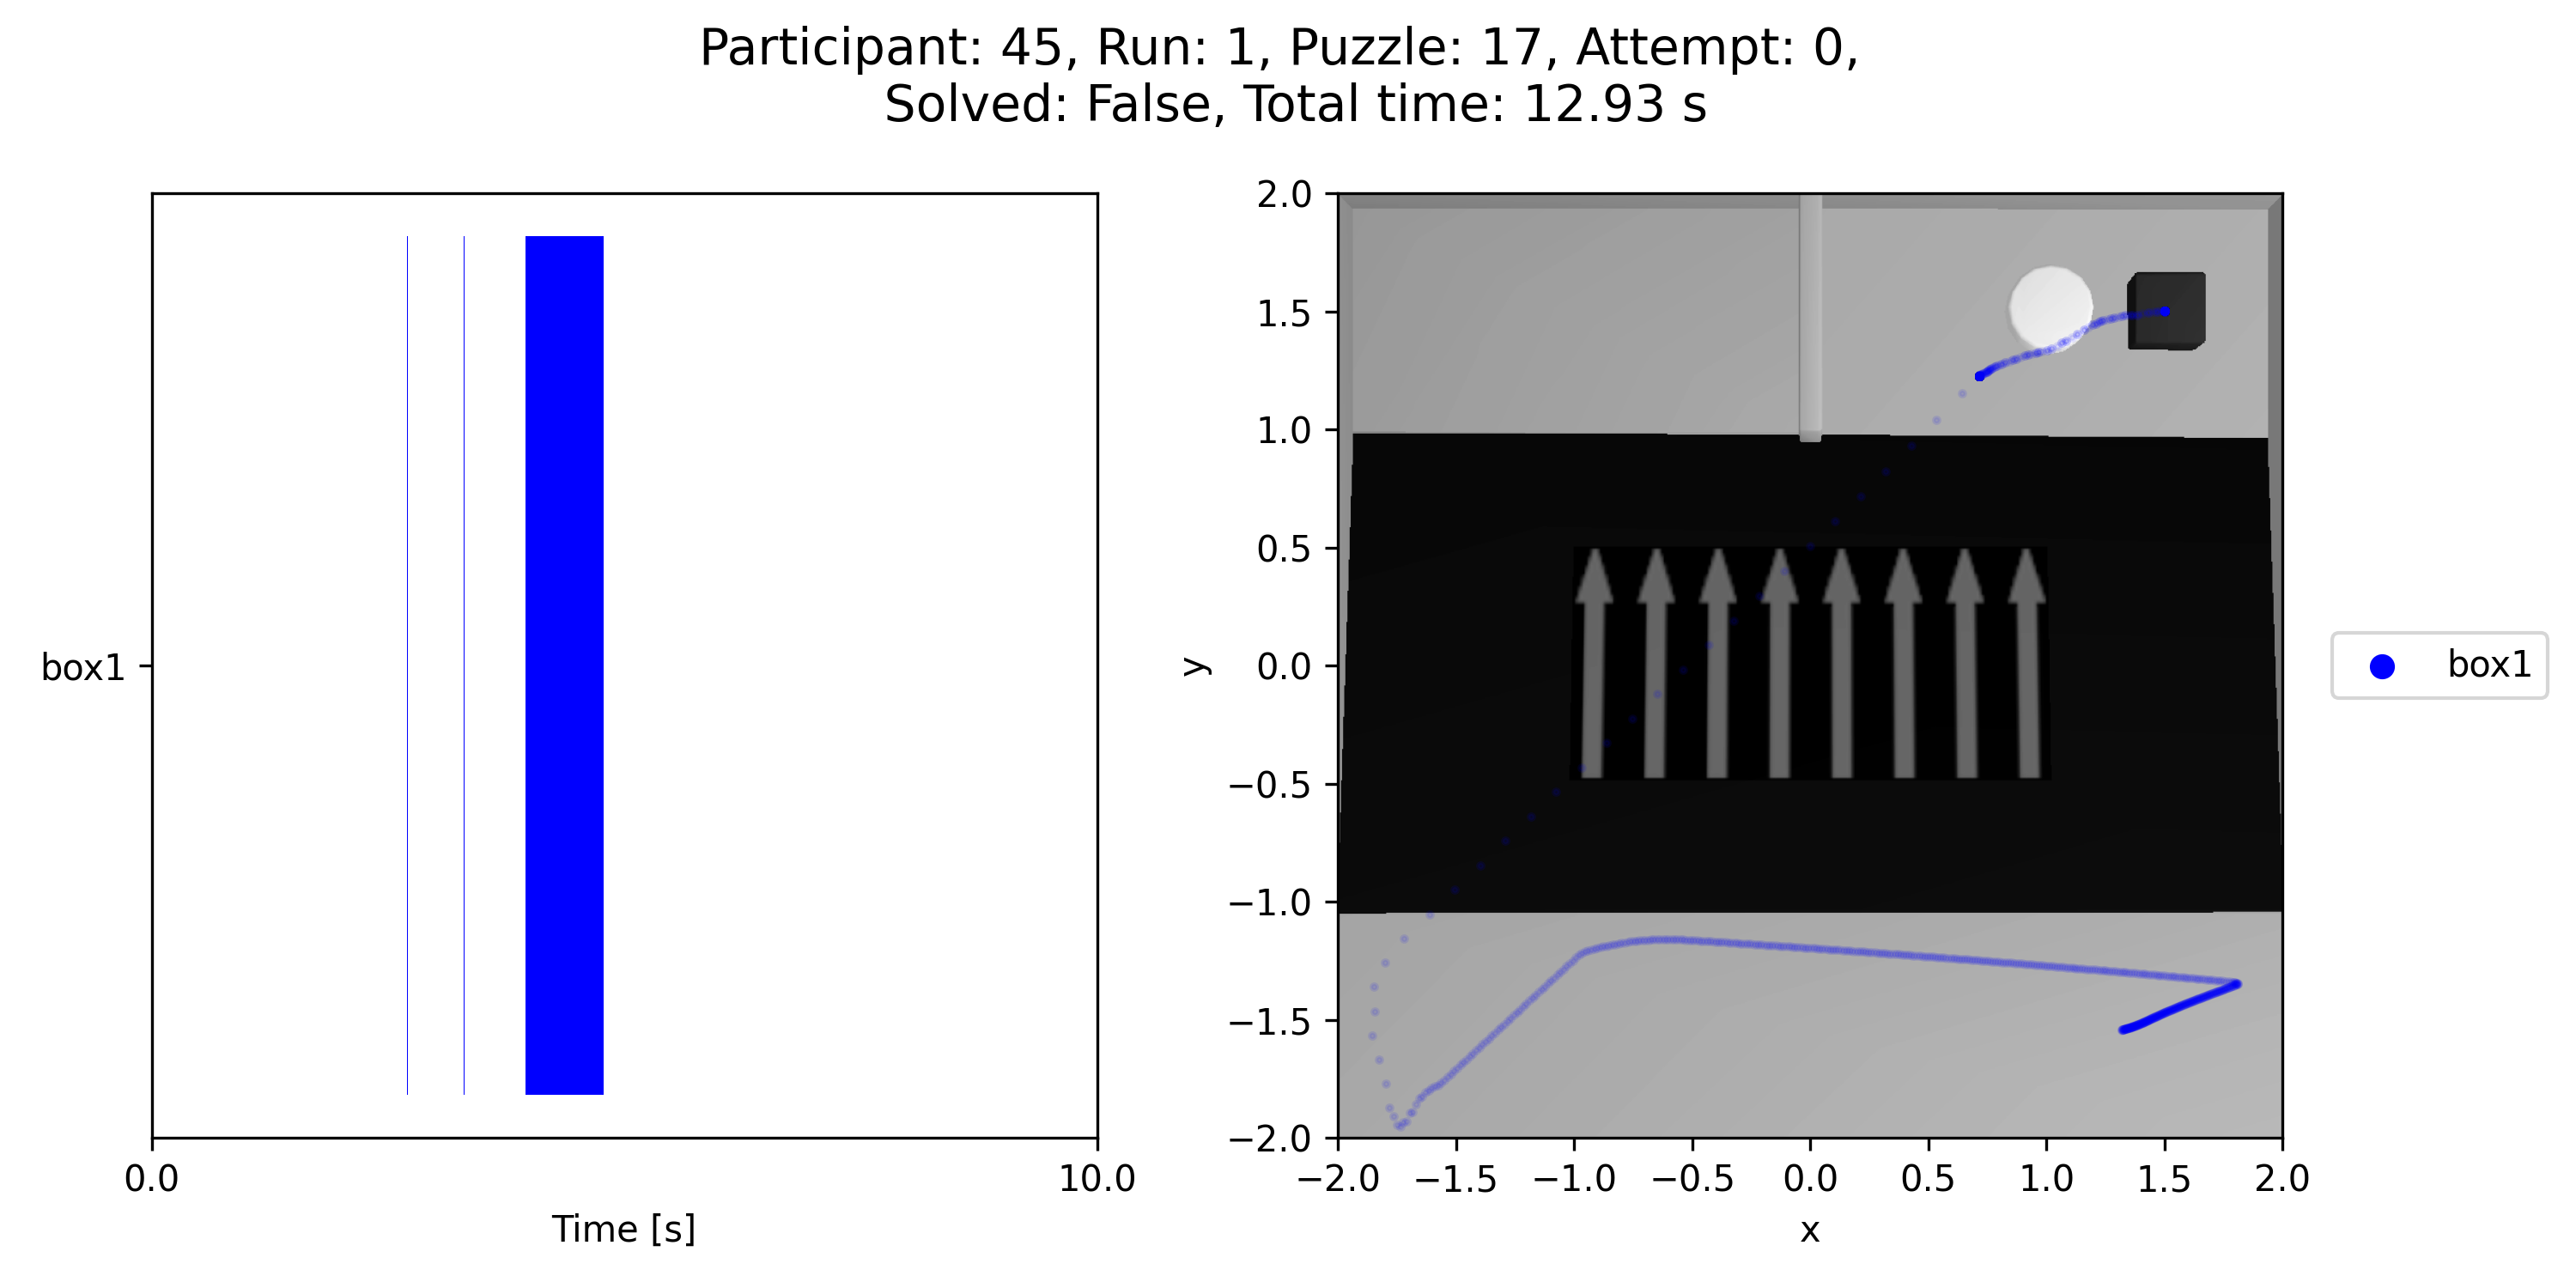 Participant: 45, Run: 1, Puzzle: 17, Attempt: 0,
Solved: False, Total time: 12.93 s
box1
0.0
10.0
Time [s]
2.0
1.5
1.0
0.5
0.0
−0.5
−1.0
−1.5
−2.0
y
−2.0
−1.5
−1.0
−0.5
0.0
0.5
1.0
1.5
2.0
x
box1